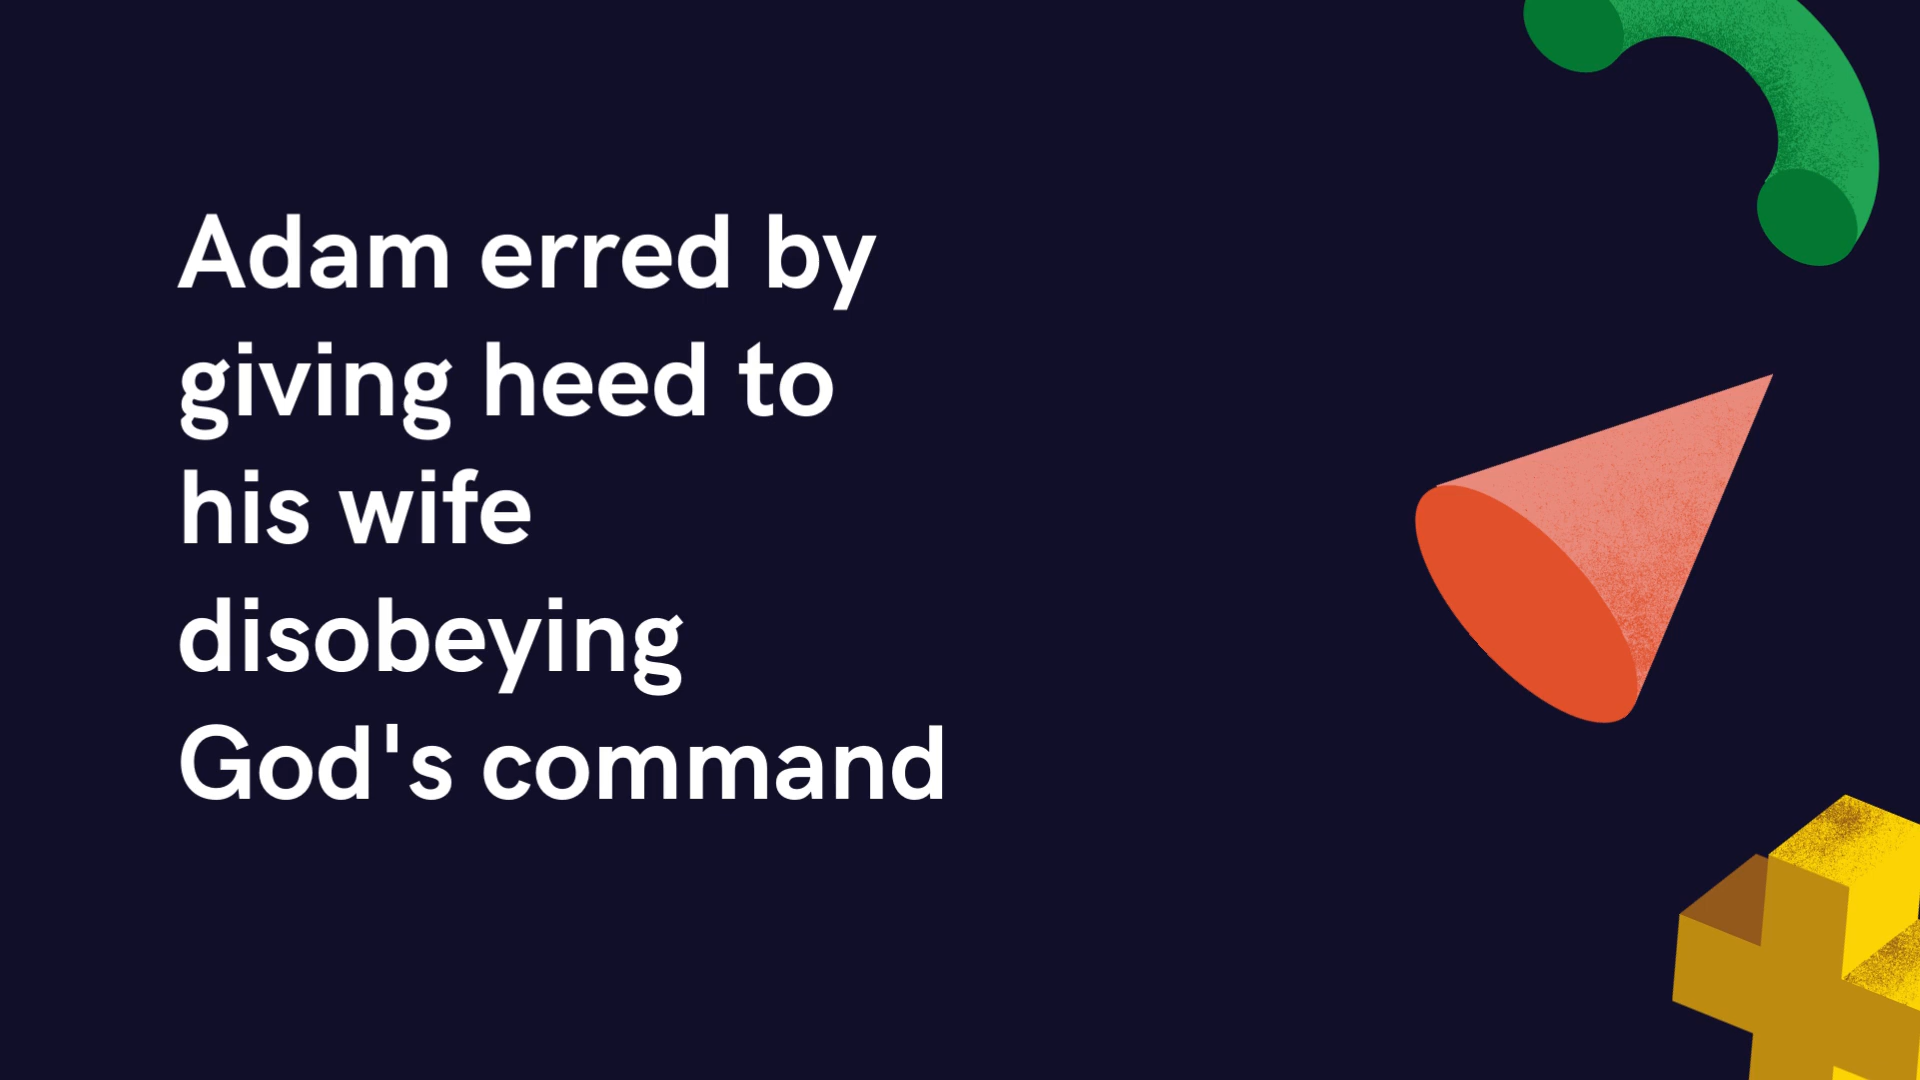 Adam erred by
giving heed to
his wife
disobeying
God's command